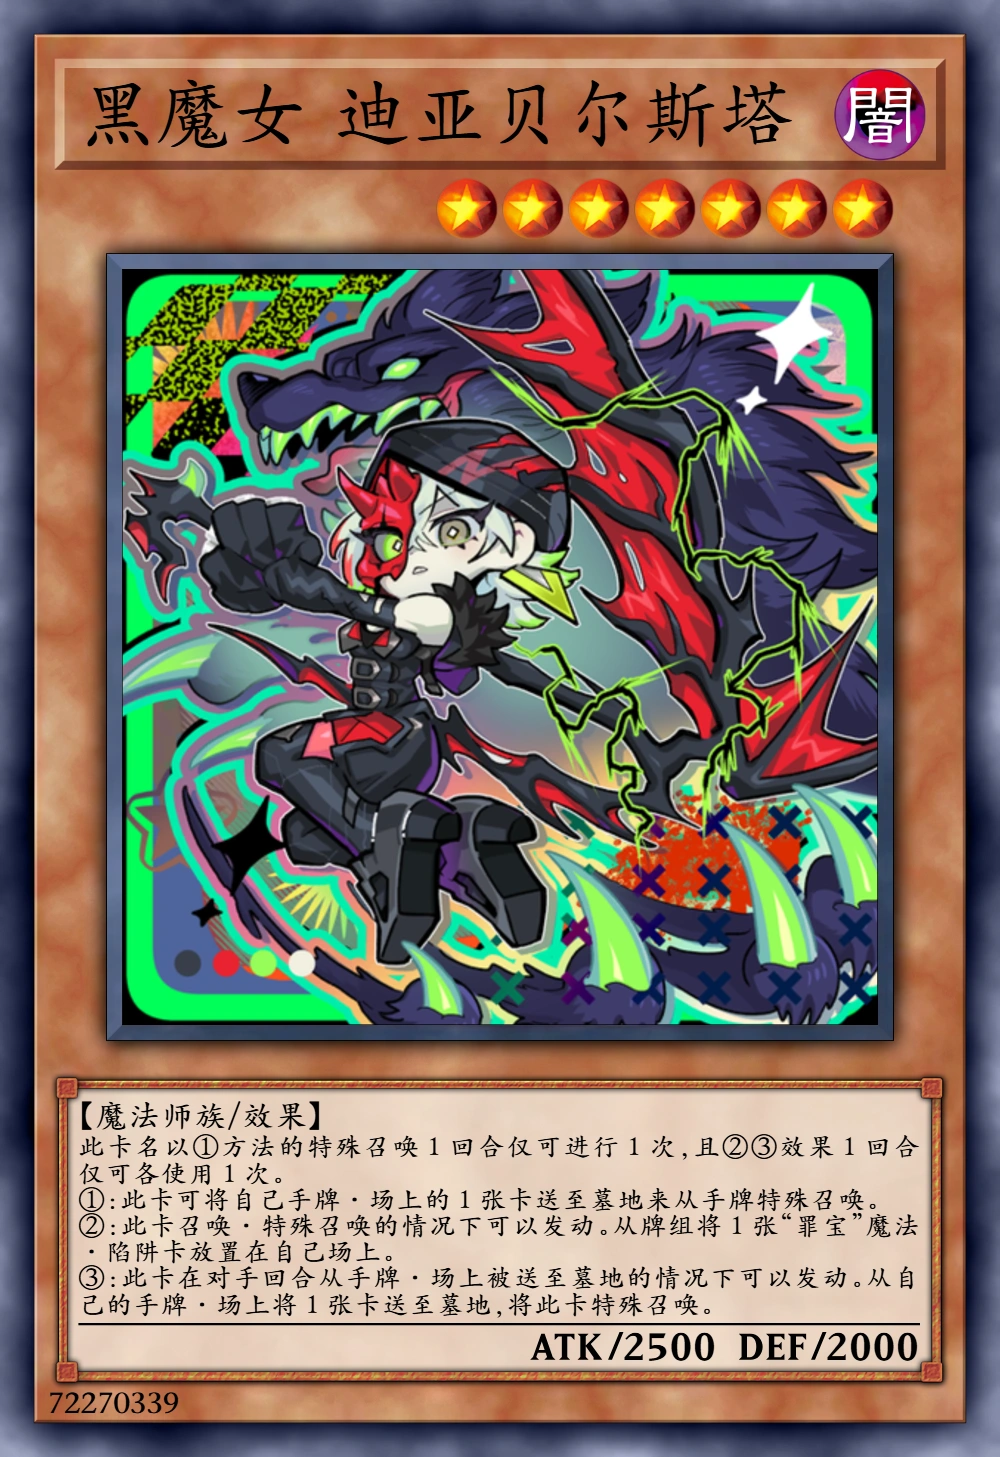 黑魔女 迪亚贝尔斯塔
闇
【魔法师族/效果】
此卡名以①方法的特殊召唤1回合仅可进行1次,且②③效果1回合
仅可各使用1次。
①:此卡可将自己手牌·场上的1张卡送至墓地来从手牌特殊召唤。
②:此卡召唤·特殊召唤的情况下可以发动。从牌组将1张“罪宝”魔法
·陷阱卡放置在自己场上。
③:此卡在对手回合从手牌·场上被送至墓地的情况下可以发动。从自
己的手牌·场上将1张卡送至墓地,将此卡特殊召唤。
ATK/2500 DEF/2000
72270339